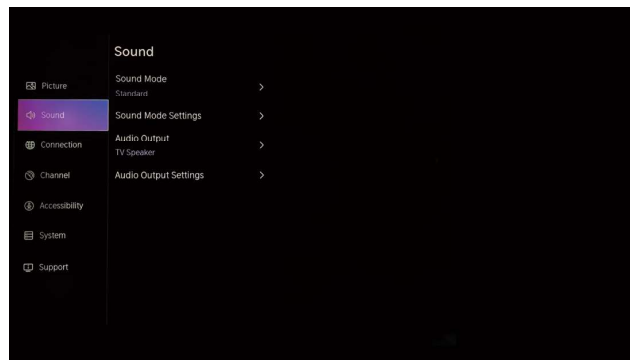 Sound
Picture
Sound
Connection
Channel
Accessibility
System
Support
Sound Mode
Standard
Sound Mode Settings
Audio Output
TV Speaker
Audio Output Settings